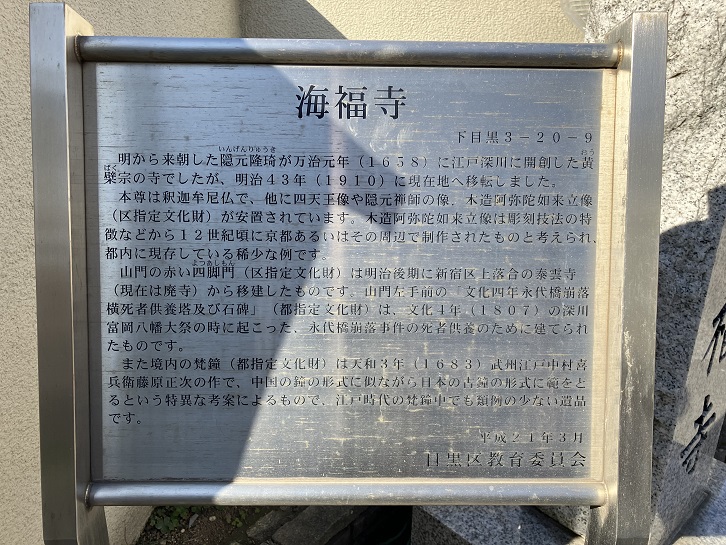 海福寺
下目黒3－20－9
明から来朝した隠元隆琦が万治元年（1658）に江戸深川に開創した黄
檗宗の寺でしたが、明治43年（1910）に現在地へ移転しました。
本尊は釈迦牟尼仏で、他に四天王像や隠元禅師の像、木造阿弥陀如来立像
（区指定文化財）が安置されています。木造阿弥陀如来立像は彫刻技法の特
徴などから12世紀頃に京都あるいはその周辺で制作されたものと考えられ、
都内に現存している稀少な例です。
山門の赤い四脚門（区指定文化財）は明治後期に新宿区上落合の泰雲寺
（現在は廃寺）から移建したものです。山門左手前の「文化四年永代橋崩落
横死者供養塔及び石碑」（都指定文化財）は、文化4年（1807）の深川
富岡八幡大祭の時に起こった、永代橋崩落事件の死者供養のために建てられ
たものです。
また境内の梵鐘（都指定文化財）は天和3年（1683）武州江戸中村喜
兵衛藤原正次の作で、中国の鐘の形式に似ながら日本の古鐘の形式に範をと
るという特異な考案によるもので、江戸時代の梵鐘中でも類例の少ない遺品
です。
平成21年3月
目黒区教育委員会
福寺